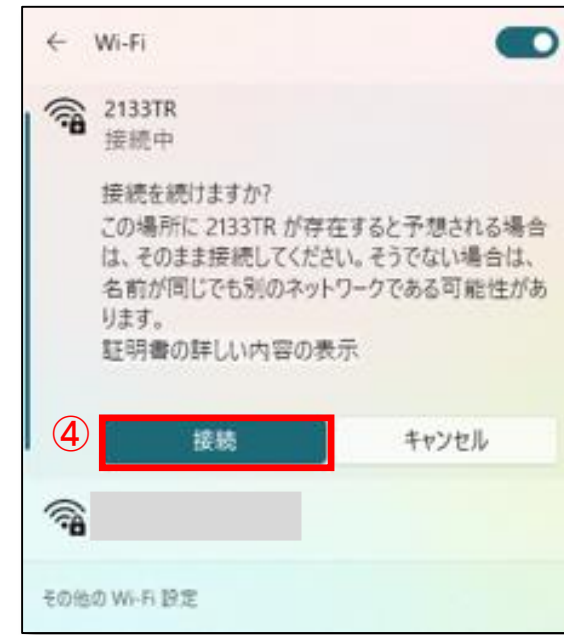 ← Wi-Fi
2133TR
接続中
接続を続けますか?
この場所に 2133TR が存在すると予想される場合
は、そのまま接続してください。そうでない場合は、
名前が同じでも別のネットワークである可能性があ
ります。
証明書の詳しい内容の表示
④ 接続 キャンセル
その他の Wi-Fi 設定